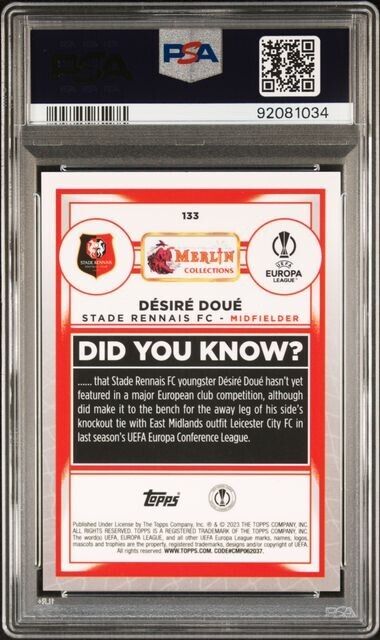 PSA
PSA
92081034
133
STADE RENNAIS
MERLIN
COLLECTIONS
UEFA
EUROPA
LEAGUE™
DÉSIRÉ DOUÉ
STADE RENNAIS FC - MIDFIELDER
DID YOU KNOW?
...... that Stade Rennais FC youngster Désiré Doué hasn't yet
featured in a major European club competition, although
did make it to the bench for the away leg of his side's
knockout tie with East Midlands outfit Leicester City FC in
last season's UEFA Europa Conference League.
Topps
Published Under License by The Topps Company, Inc. ® & © 2023 THE TOPPS COMPANY, INC
ALL RIGHTS RESERVED. TOPPS IS A REGISTERED TRADEMARK OF THE TOPPS COMPANY, INC.
The word(s) UEFA, and all other UEFA Europa League marks, names, logos,
mascots and trophies are the property, registered trademarks, designs and/or copyright of UEFA.
All rights reserved. WWW.TOPPS.COM. CODE#CMP062037.